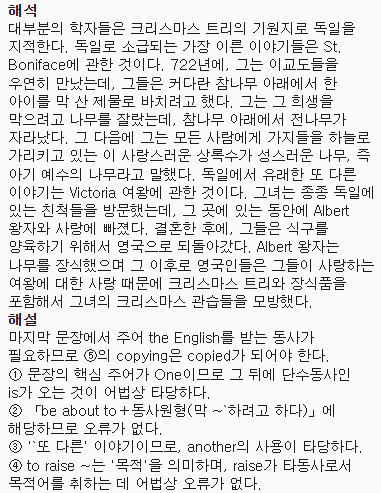 해석
대부분의 학자들은 크리스마스 트리의 기원지로 독일을
지적한다. 독일로 소급되는 가장 이른 이야기들은 St.
Boniface에 관한 것이다. 722년에, 그는 이교도들을
우연히 만났는데, 그들은 커다란 참나무 아래에서 한
아이를 막 산 제물로 바치려고 했다. 그는 그 희생을
막으려고 나무를 잘랐는데, 참나무 아래에서 전나무가
자라났다. 그 다음에 그는 모든 사람에게 가지들을 하늘로
가리키고 있는 이 사랑스러운 상록수가 성스러운 나무, 즉
아기 예수의 나무라고 말했다. 독일에서 유래한 또 다른
이야기는 Victoria 여왕에 관한 것이다. 그녀는 종종 독일에
있는 친척들을 방문했는데, 그 곳에 있는 동안에 Albert
왕자와 사랑에 빠졌다. 결혼한 후에, 그들은 식구를
양육하기 위해서 영국으로 되돌아갔다. Albert 왕자는
나무를 장식했으며 그 이후로 영국인들은 그들이 사랑하는
여왕에 대한 사랑 때문에 크리스마스 트리와 장식품을
포함해서 그녀의 크리스마스 관습들을 모방했다.
해설
마지막 문장에서 주어 the English를 받는 동사가
필요하므로 ⑤의 copying은 copied가 되어야 한다.
① 문장의 핵심 주어가 One이므로 그 뒤에 단수동사인
is가 오는 것이 어법상 타당하다.
② 「be about to＋동사원형(막 ~`하려고 하다)」에
해당하므로 오류가 없다.
③ '`또 다른' 이야기이므로, another의 사용이 타당하다.
④ to raise ~는 '목적'을 의미하며, raise가 타동사로서
목적어를 취하는 데 어법상 오류가 없다.